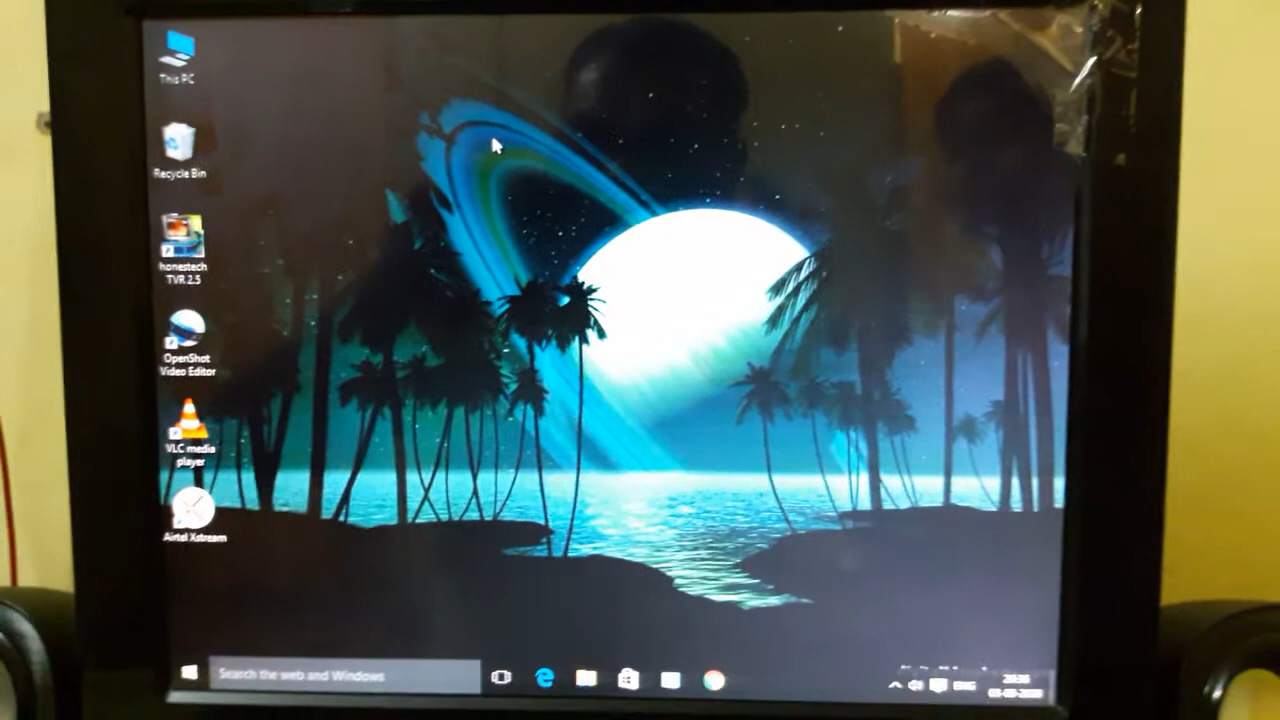 This PC
Recycle Bin
honestech
TVR 2.5
OpenShot
Video Editor
VLC media
player
Airtel Xstream
Search the web and Windows
ENG